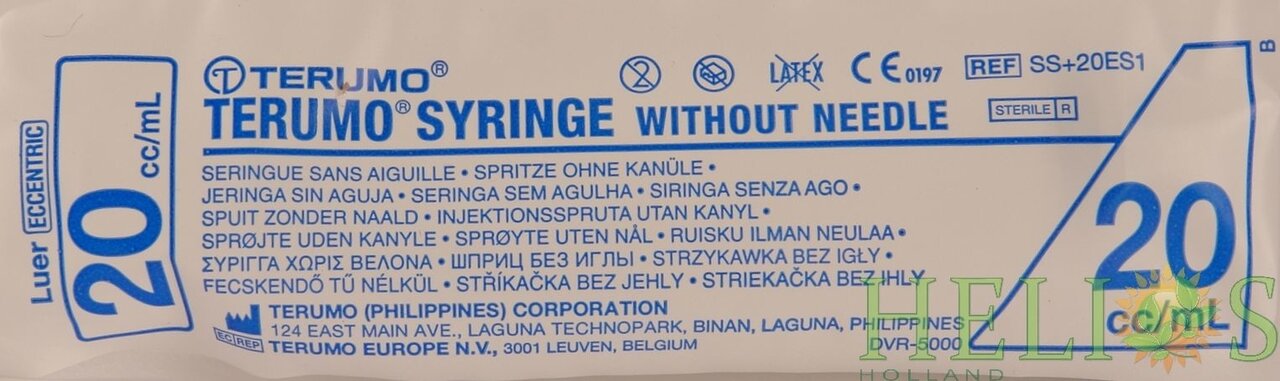 TERUMO®
LATEX
CE 0197
REF SS+20ES1
TERUMO® SYRINGE WITHOUT NEEDLE
STERILE R
SERINGUE SANS AIGUILLE • SPRITZE OHNE KANÜLE •
JERINGA SIN AGUJA • SERINGA SEM AGULHA • SIRINGA SENZA AGO •
SPUIT ZONDER NAALD • INJEKTIONSSPRUTA UTAN KANYL •
SPRØJTE UDEN KANYLE • SPRØYTE UTEN NÅL • RUISKU ILMAN NEULAA •
ΣΥΡΙΓΓΑ ΧΩΡΙΣ ΒΕΛΟΝΑ • ШПРИЦ БЕЗ ИГЛЫ • STRZYKAWKA BEZ IGŁY •
FECSKENDŐ TŰ NÉLKÜL • STŘÍKAČKA BEZ JEHLY • STRIEKAČKA BEZ IHLY
TERUMO (PHILIPPINES) CORPORATION
124 EAST MAIN AVE., LAGUNA TECHNOPARK, BINAN, LAGUNA, PHILIPPINES
EC REP TERUMO EUROPE N.V., 3001 LEUVEN, BELGIUM
DVR-5000
Luer ECCENTRIC
20 cc/mL
20
cc/mL
B
HELIOS
HOLLAND